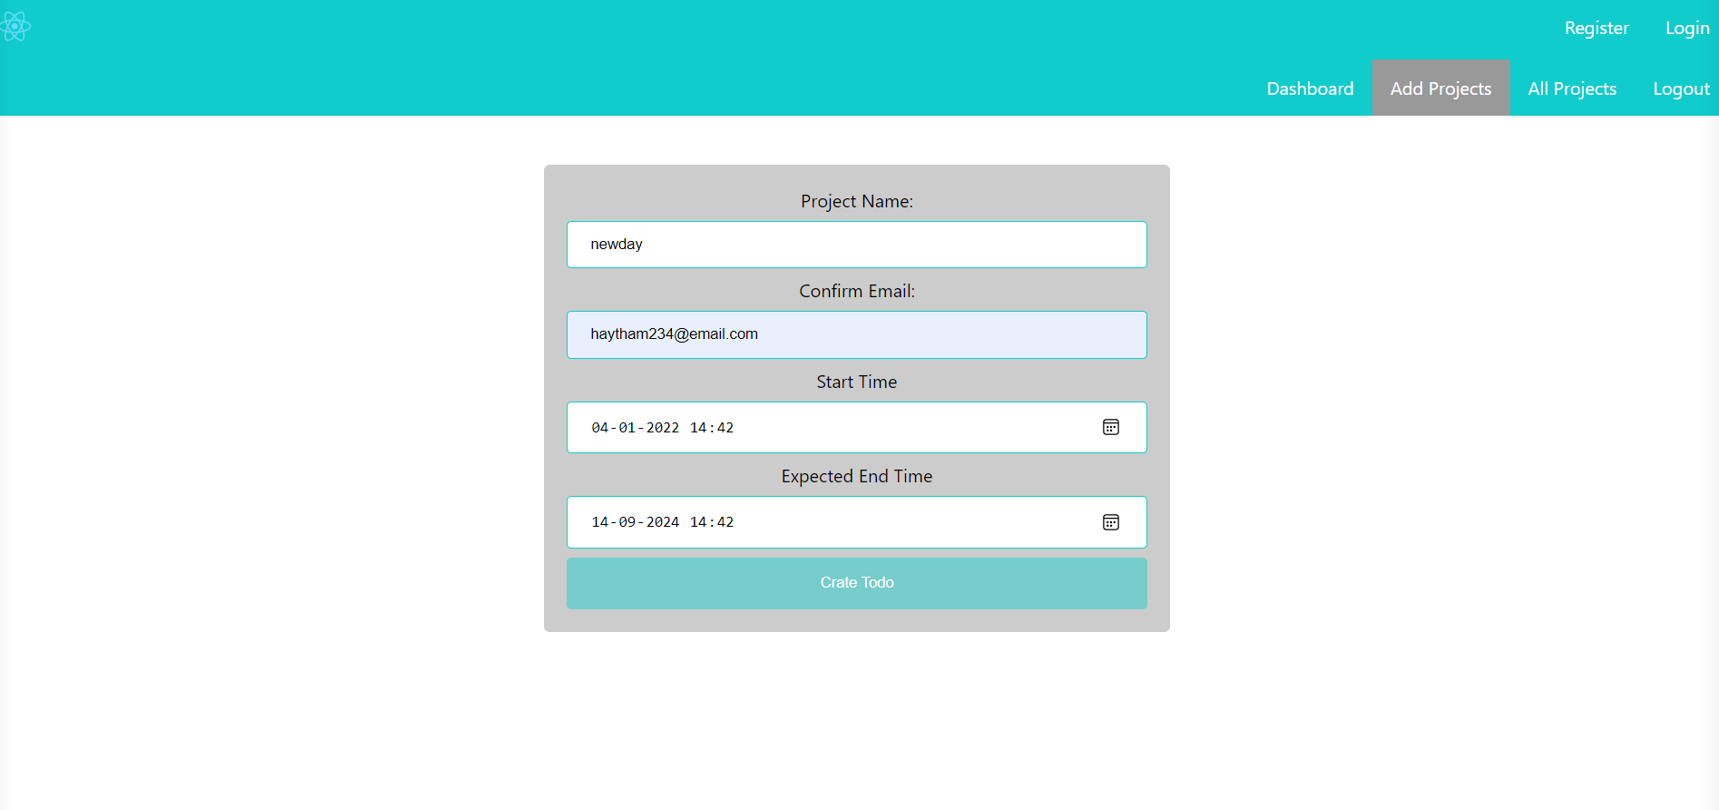 Register Login
Dashboard Add Projects All Projects Logout
Project Name:
newday
Confirm Email:
haytham234@email.com
Start Time
04-01-2022 14:42
Expected End Time
14-09-2024 14:42
Crate Todo